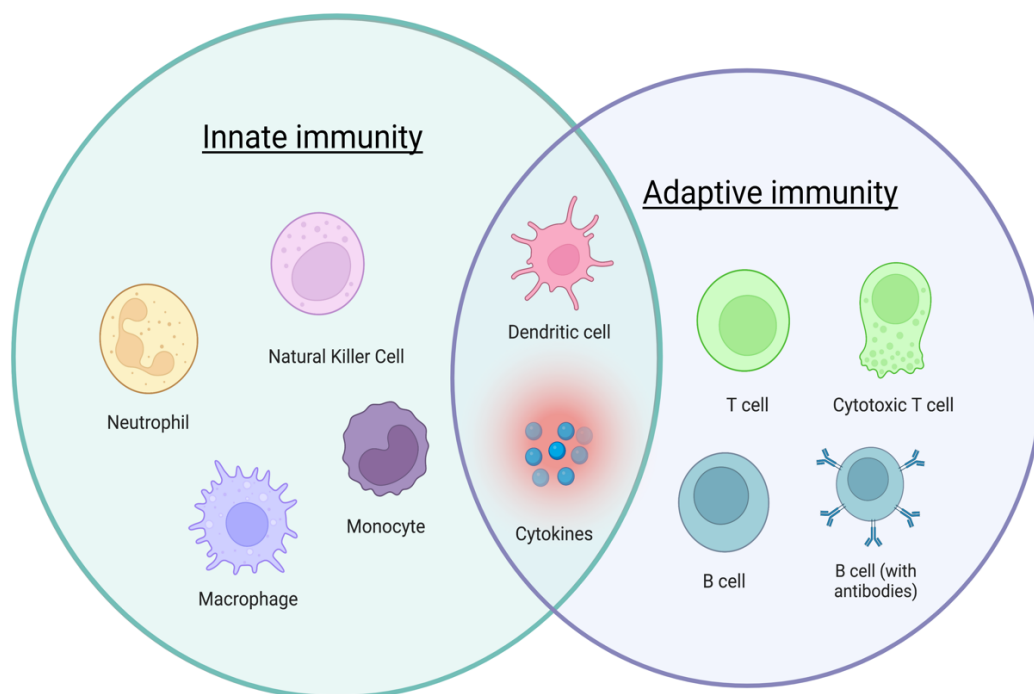 Innate immunity
Adaptive immunity
Natural Killer Cell
Neutrophil
Monocyte
Macrophage
Dendritic cell
Cytokines
T cell
Cytotoxic T cell
B cell
B cell (with
antibodies)